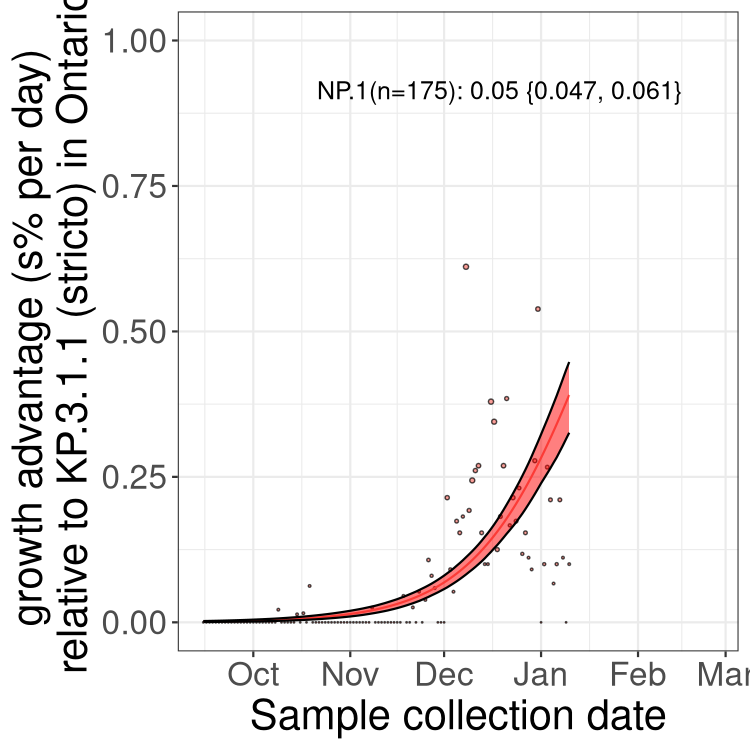 growth advantage (s% per day)
relative to KP.3.1.1 (stricto) in Ontario
1.00
0.75
0.50
0.25
0.00
NP.1(n=175): 0.05 {0.047, 0.061}
Oct Nov Dec Jan Feb Mar
Sample collection date